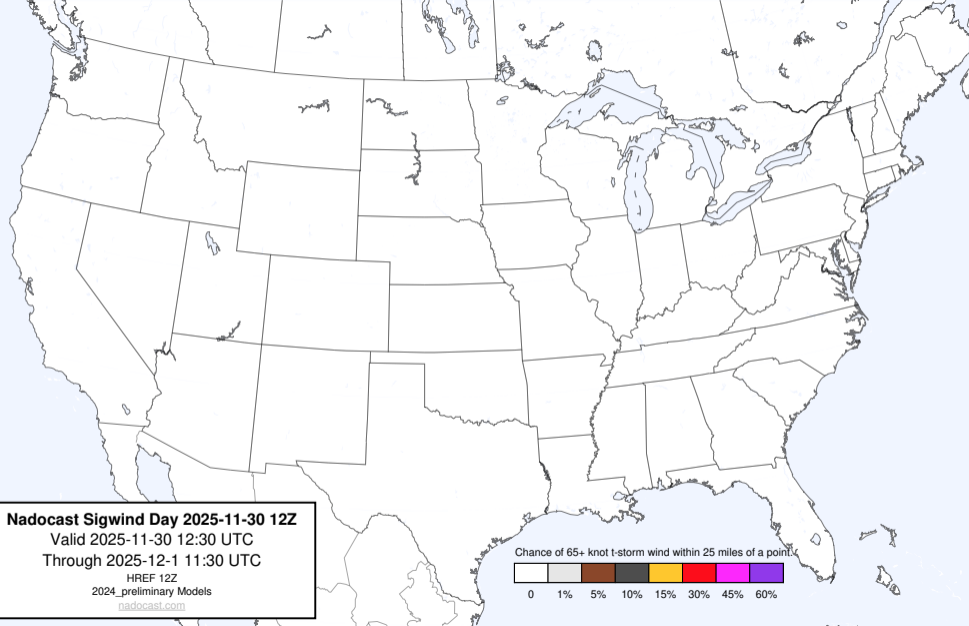 Nadocast Sigwind Day 2025-11-30 12Z
Valid 2025-11-30 12:30 UTC
Through 2025-12-1 11:30 UTC
HREF 12Z
2024_preliminary Models
nadocast.com
Chance of 65+ knot t-storm wind within 25 miles of a point.
0 1% 5% 10% 15% 30% 45% 60%